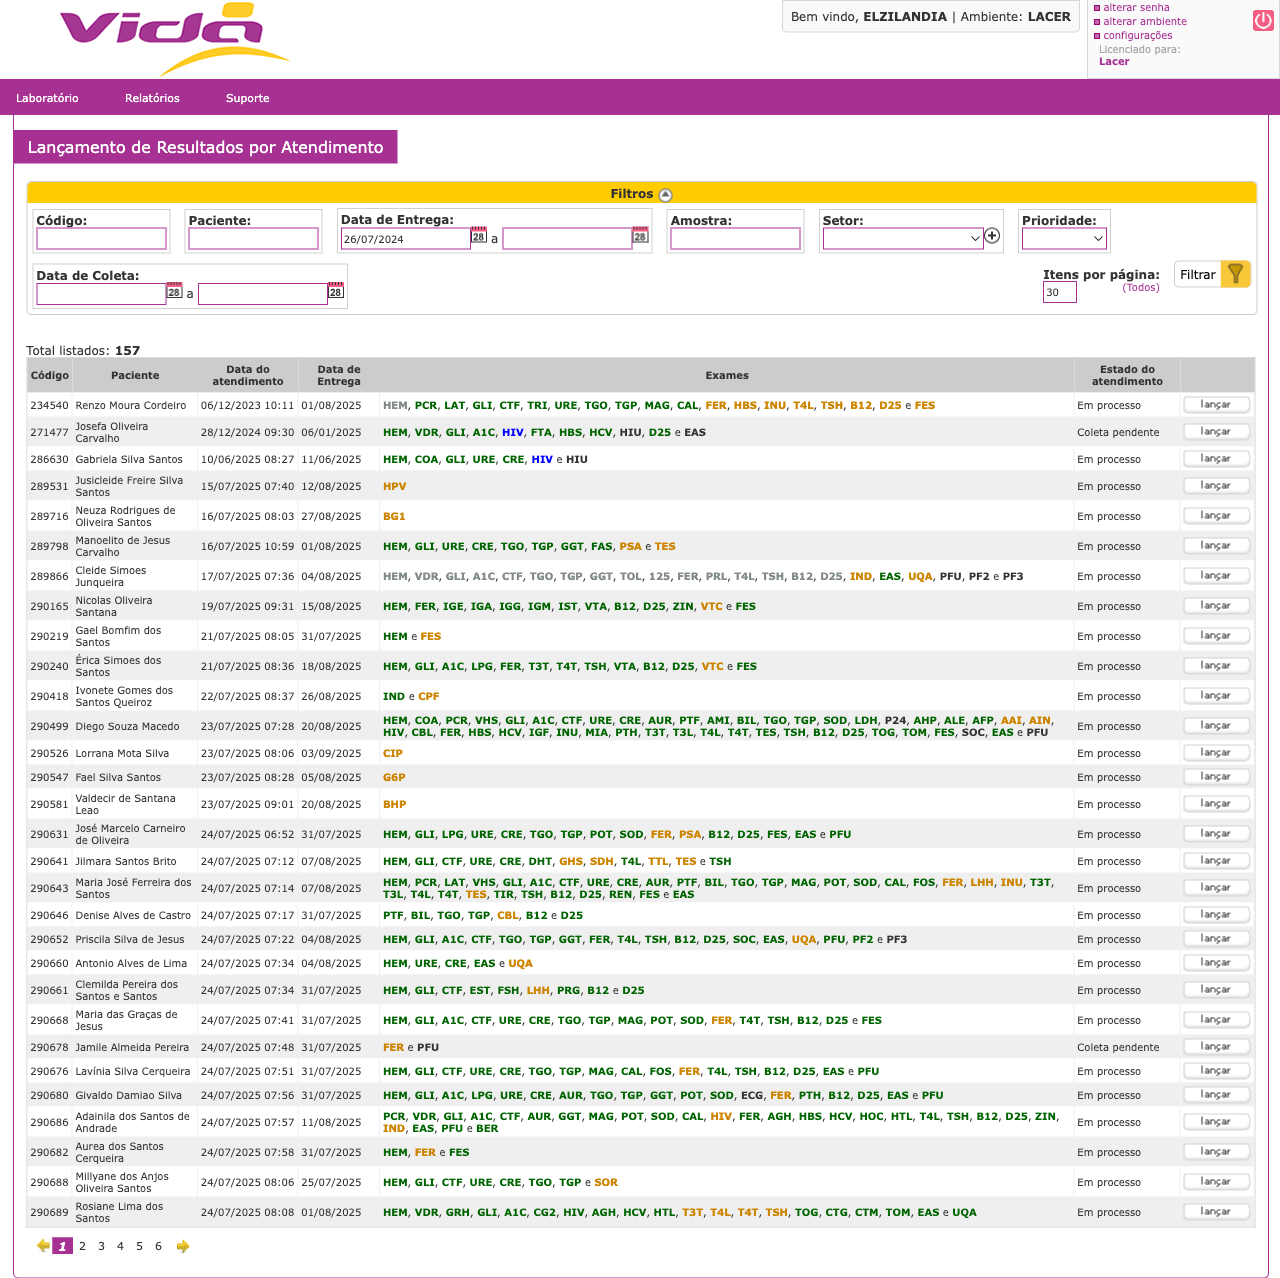 Vida
Bem vindo, ELZILANDIA | Ambiente: LACER
alterar senha
alterar ambiente
configurações
Licenciado para:
Lacer
Laboratório Relatórios Suporte
Lançamento de Resultados por Atendimento
Filtros
Código: Paciente: Data de Entrega: Amostra: Setor: Prioridade:
26/07/2024 28 a 28
Data de Coleta: Itens por página: Filtrar
28 a 28 30 (Todos)
Total listados: 157
Código Paciente Data do atendimento Data de Entrega Exames Estado do atendimento
234540 Renzo Moura Cordeiro 06/12/2023 10:11 01/08/2025 HEM, PCR, LAT, GLI, CTF, TRI, URE, TGO, TGP, MAG, CAL, FER, HBS, INU, T4L, TSH, B12, D25 e FES Em processo lançar
271477 Josefa Oliveira Carvalho 28/12/2024 09:30 06/01/2025 HEM, VDR, GLI, A1C, HIV, FTA, HBS, HCV, HIU, D25 e EAS Coleta pendente lançar
286630 Gabriela Silva Santos 10/06/2025 08:27 11/06/2025 HEM, COA, GLI, URE, CRE, HIV e HIU Em processo lançar
289531 Jusicleide Freire Silva Santos 15/07/2025 07:40 12/08/2025 HPV Em processo lançar
289716 Neuza Rodrigues de Oliveira Santos 16/07/2025 08:03 27/08/2025 BG1 Em processo lançar
289798 Manoelito de Jesus Carvalho 16/07/2025 10:59 01/08/2025 HEM, GLI, URE, CRE, TGO, TGP, GGT, FAS, PSA e TES Em processo lançar
289866 Cleide Simoes Junqueira 17/07/2025 07:36 04/08/2025 HEM, VDR, GLI, A1C, CTF, TGO, TGP, GGT, TOL, 125, FER, PRL, T4L, TSH, B12, D25, IND, EAS, UQA, PFU, PF2 e PF3 Em processo lançar
290165 Nicolas Oliveira Santana 19/07/2025 09:31 15/08/2025 HEM, FER, IGE, IGA, IGG, IGM, IST, VTA, B12, D25, ZIN, VTC e FES Em processo lançar
290219 Gael Bomfim dos Santos 21/07/2025 08:05 31/07/2025 HEM e FES Em processo lançar
290240 Érica Simoes dos Santos 21/07/2025 08:36 18/08/2025 HEM, GLI, A1C, LPG, FER, T3T, T4T, TSH, VTA, B12, D25, VTC e FES Em processo lançar
290418 Ivonete Gomes dos Santos Queiroz 22/07/2025 08:37 26/08/2025 IND e CPF Em processo lançar
290499 Diego Souza Macedo 23/07/2025 07:28 20/08/2025 HEM, COA, PCR, VHS, GLI, A1C, CTF, URE, CRE, AUR, PTF, AMI, BIL, TGO, TGP, SOD, LDH, P24, AHP, ALE, AFP, AAI, AIN, HIV, CBL, FER, HBS, HCV, IGF, INU, MIA, PTH, T3T, T3L, T4L, T4T, TES, TSH, B12, D25, TOG, TOM, FES, SOC, EAS e PFU Em processo lançar
290526 Lorrana Mota Silva 23/07/2025 08:06 03/09/2025 CIP Em processo lançar
290547 Fael Silva Santos 23/07/2025 08:28 05/08/2025 G6P Em processo lançar
290581 Valdecir de Santana Leao 23/07/2025 09:01 20/08/2025 BHP Em processo lançar
290631 José Marcelo Carneiro de Oliveira 24/07/2025 06:52 31/07/2025 HEM, GLI, LPG, URE, CRE, TGO, TGP, POT, SOD, FER, PSA, B12, D25, FES, EAS e PFU Em processo lançar
290641 Jilmara Santos Brito 24/07/2025 07:12 07/08/2025 HEM, GLI, CTF, URE, CRE, DHT, GHS, SDH, T4L, TTL, TES e TSH Em processo lançar
290643 Maria José Ferreira dos Santos 24/07/2025 07:14 07/08/2025 HEM, PCR, LAT, VHS, GLI, A1C, CTF, URE, CRE, AUR, PTF, BIL, TGO, TGP, MAG, POT, SOD, CAL, FOS, FER, LHH, INU, T3T, T3L, T4L, T4T, TES, TIR, TSH, B12, D25, REN, FES e EAS Em processo lançar
290646 Denise Alves de Castro 24/07/2025 07:17 31/07/2025 PTF, BIL, TGO, TGP, CBL, B12 e D25 Em processo lançar
290652 Priscila Silva de Jesus 24/07/2025 07:22 04/08/2025 HEM, GLI, A1C, CTF, TGO, TGP, GGT, FER, T4L, TSH, B12, D25, SOC, EAS, UQA, PFU, PF2 e PF3 Em processo lançar
290660 Antonio Alves de Lima 24/07/2025 07:34 04/08/2025 HEM, URE, CRE, EAS e UQA Em processo lançar
290661 Clemilda Pereira dos Santos e Santos 24/07/2025 07:34 31/07/2025 HEM, GLI, CTF, EST, FSH, LHH, PRG, B12 e D25 Em processo lançar
290668 Maria das Graças de Jesus 24/07/2025 07:41 31/07/2025 HEM, GLI, A1C, CTF, URE, CRE, TGO, TGP, MAG, POT, SOD, FER, T4T, TSH, B12, D25 e FES Em processo lançar
290678 Jamile Almeida Pereira 24/07/2025 07:48 31/07/2025 FER e PFU Coleta pendente lançar
290676 Lavínia Silva Cerqueira 24/07/2025 07:51 31/07/2025 HEM, GLI, CTF, URE, CRE, TGO, TGP, MAG, CAL, FOS, FER, T4L, TSH, B12, D25, EAS e PFU Em processo lançar
290680 Givaldo Damiao Silva 24/07/2025 07:56 31/07/2025 HEM, GLI, A1C, LPG, URE, CRE, AUR, TGO, TGP, GGT, POT, SOD, ECG, FER, PTH, B12, D25, EAS e PFU Em processo lançar
290686 Adainila dos Santos de Andrade 24/07/2025 07:57 11/08/2025 PCR, VDR, GLI, A1C, CTF, AUR, GGT, MAG, POT, SOD, CAL, HIV, FER, AGH, HBS, HCV, HOC, HTL, T4L, TSH, B12, D25, ZIN, IND, EAS, PFU e BER Em processo lançar
290682 Aurea dos Santos Cerqueira 24/07/2025 07:58 31/07/2025 HEM, FER e FES Em processo lançar
290688 Millyane dos Anjos Oliveira Santos 24/07/2025 08:06 25/07/2025 HEM, GLI, CTF, URE, CRE, TGO, TGP e SOR Em processo lançar
290689 Rosiane Lima dos Santos 24/07/2025 08:08 01/08/2025 HEM, VDR, GRH, GLI, A1C, CG2, HIV, AGH, HCV, HTL, T3T, T4L, T4T, TSH, TOG, CTG, CTM, TOM, EAS e UQA Em processo lançar
1 2 3 4 5 6